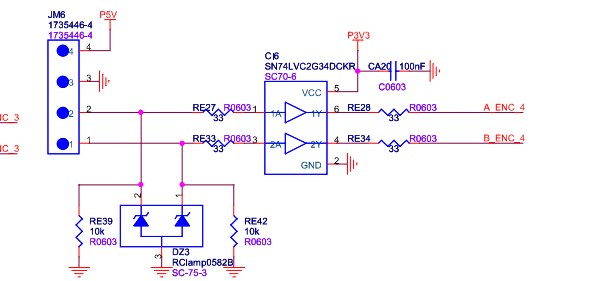 JM6
1735446-4
1735446-4
P5V
4
4
3
3
2
2
1
1
NC_3
NC_3
RE27
R0603
33
RE33
R0603
33
CI6
SN74LVC2G34DCKR
SC70-6
VCC
5
1
1A
1Y
6
3
2A
2Y
4
GND
2
P3V3
CA20
100nF
C0603
RE28
R0603
33
A_ENC_4
RE34
R0603
33
B_ENC_4
RE39
10k
R0603
2
1
3
DZ3
RClamp0582B
SC-75-3
RE42
10k
R0603